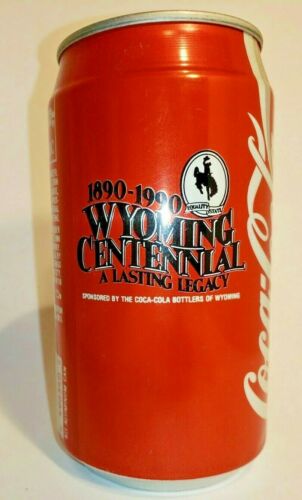 1890-1990
EQUALITY STATE
WYOMING
CENTENNIAL
A LASTING LEGACY
SPONSORED BY THE COCA-COLA BOTTLERS OF WYOMING
Coca-Cola